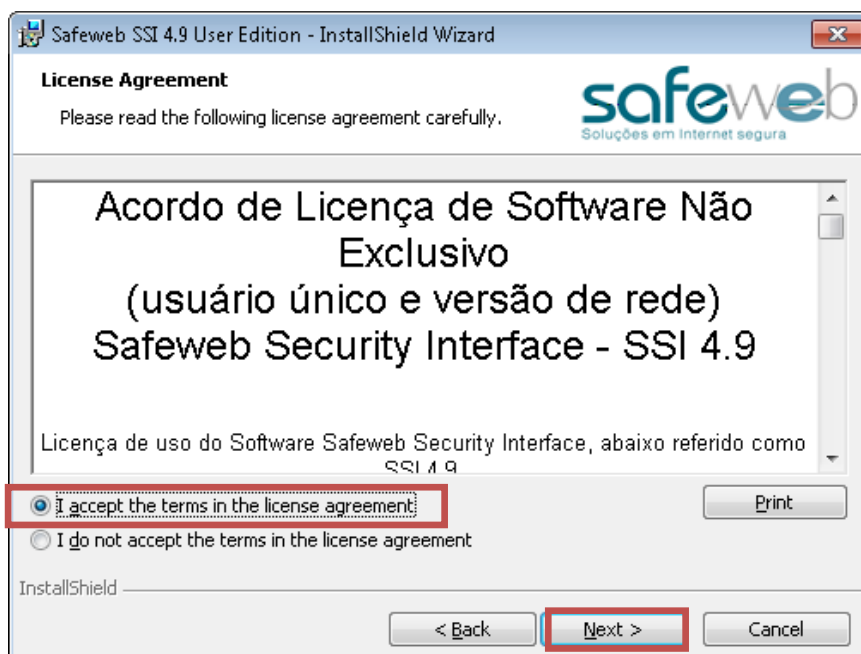 Safeweb SSI 4.9 User Edition - InstallShield Wizard
License Agreement
Please read the following license agreement carefully.
safeweb
Soluções em Internet segura
Acordo de Licença de Software Não
Exclusivo
(usuário único e versão de rede)
Safeweb Security Interface - SSI 4.9
Licença de uso do Software Safeweb Security Interface, abaixo referido como
SSI 4.9
I accept the terms in the license agreement
Print
I do not accept the terms in the license agreement
InstallShield
< Back
Next >
Cancel